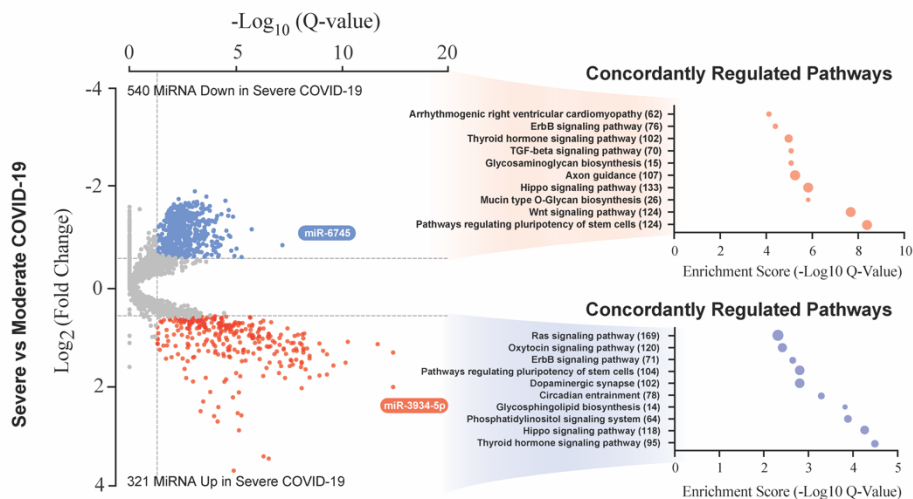 -Log10 (Q-value)
0 5 10 20
Severe vs Moderate COVID-19
Log2 (Fold Change)
-4
-2
0
2
4
540 MiRNA Down in Severe COVID-19
miR-6745
miR-3934-5p
321 MiRNA Up in Severe COVID-19
Concordantly Regulated Pathways
Arrhythmogenic right ventricular cardiomyopathy (62)
ErbB signaling pathway (76)
Thyroid hormone signaling pathway (102)
TGF-beta signaling pathway (70)
Glycosaminoglycan biosynthesis (15)
Axon guidance (107)
Hippo signaling pathway (133)
Mucin type O-Glycan biosynthesis (26)
Wnt signaling pathway (124)
Pathways regulating pluripotency of stem cells (124)
0 2 4 6 8 10
Enrichment Score (-Log10 Q-Value)
Concordantly Regulated Pathways
Ras signaling pathway (169)
Oxytocin signaling pathway (120)
ErbB signaling pathway (71)
Pathways regulating pluripotency of stem cells (104)
Dopaminergic synapse (102)
Circadian entrainment (78)
Glycosphingolipid biosynthesis (14)
Phosphatidylinositol signaling system (64)
Hippo signaling pathway (118)
Thyroid hormone signaling pathway (95)
0 1 2 3 4 5
Enrichment Score (-Log10 Q-Value)